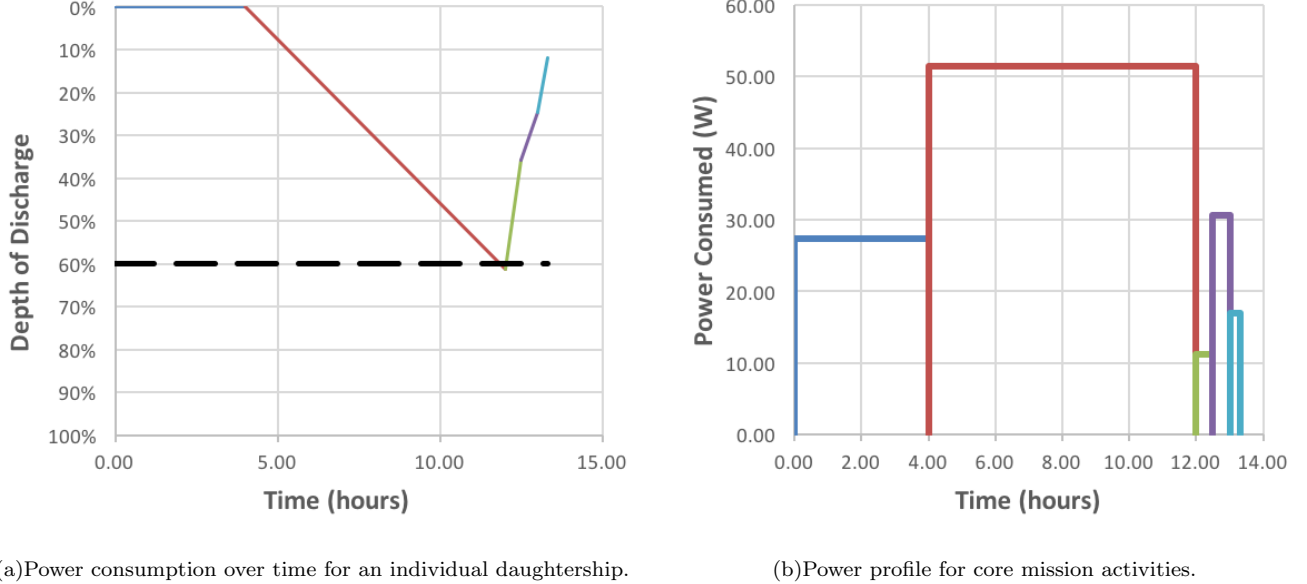 0%
10%
20%
30%
40%
50%
60%
70%
80%
90%
100%
Depth of Discharge
0.00 5.00 10.00 15.00
Time (hours)
60.00
50.00
40.00
30.00
20.00
10.00
0.00
Power Consumed (W)
0.00 2.00 4.00 6.00 8.00 10.00 12.00 14.00
Time (hours)
(a)Power consumption over time for an individual daughtership.
(b)Power profile for core mission activities.